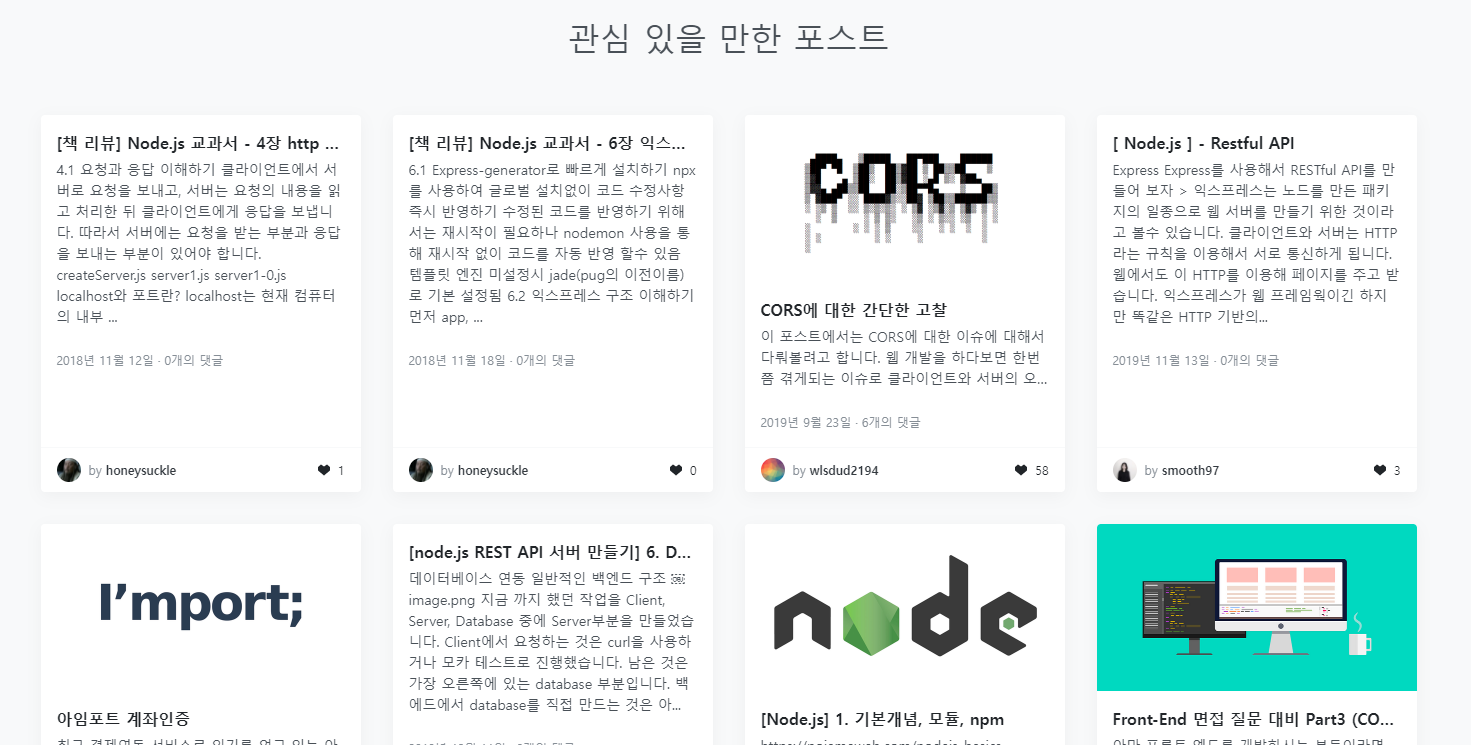 관심 있을 만한 포스트
[책 리뷰] Node.js 교과서 - 4장 http ...
4.1 요청과 응답 이해하기 클라이언트에서 서
버로 요청을 보내고, 서버는 요청의 내용을 읽
고 처리한 뒤 클라이언트에게 응답을 보냅니
다. 따라서 서버에는 요청을 받는 부분과 응답
을 보내는 부분이 있어야 합니다.
createServer.js server1.js server1-0.js
localhost와 포트란? localhost는 현재 컴퓨터
의 내부 ...
2018년 11월 12일 · 0개의 댓글
by honeysuckle
1
[책 리뷰] Node.js 교과서 - 6장 익스...
6.1 Express-generator로 빠르게 설치하기 npx
를 사용하여 글로벌 설치없이 코드 수정사항
즉시 반영하기 수정된 코드를 반영하기 위해
서는 재시작이 필요하나 nodemon 사용을 통
해 재시작 없이 코드를 자동 반영 할수 있음
템플릿 엔진 미설정시 jade(pug의 이전이름)
로 기본 설정됨 6.2 익스프레스 구조 이해하기
먼저 app, ...
2018년 11월 18일 · 0개의 댓글
by honeysuckle
0
CORS
CORS에 대한 간단한 고찰
이 포스트에서는 CORS에 대한 이슈에 대해서
다뤄볼려고 합니다. 웹 개발을 하다보면 한번
쯤 겪게되는 이슈로 클라이언트와 서버의 오...
2019년 9월 23일 · 6개의 댓글
by wlsdud2194
58
[ Node.js ] - Restful API
Express Express를 사용해서 RESTful API를 만
들어 보자 > 익스프레스는 노드를 만든 패키
지의 일종으로 웹 서버를 만들기 위한 것이라
고 볼수 있습니다. 클라이언트와 서버는 HTTP
라는 규칙을 이용해서 서로 통신하게 됩니다.
웹에서도 이 HTTP를 이용해 페이지를 주고 받
습니다. 익스프레스가 웹 프레임웍이긴 하지
만 똑같은 HTTP 기반의...
2019년 11월 13일 · 0개의 댓글
by smooth97
3
I'mport;
아임포트 계좌인증
[node.js REST API 서버 만들기] 6. D...
데이터베이스 연동 일반적인 백엔드 구조 ￼
image.png 지금 까지 했던 작업을 Client,
Server, Database 중에 Server부분을 만들었습
니다. Client에서 요청하는 것은 curl을 사용하
거나 모카 테스트로 진행했습니다. 남은 것은
가장 오른쪽에 있는 database 부분입니다. 백
에드에서 database를 직접 만드는 것은 아...
node
[Node.js] 1. 기본개념, 모듈, npm
Front-End 면접 질문 대비 Part3 (CO...